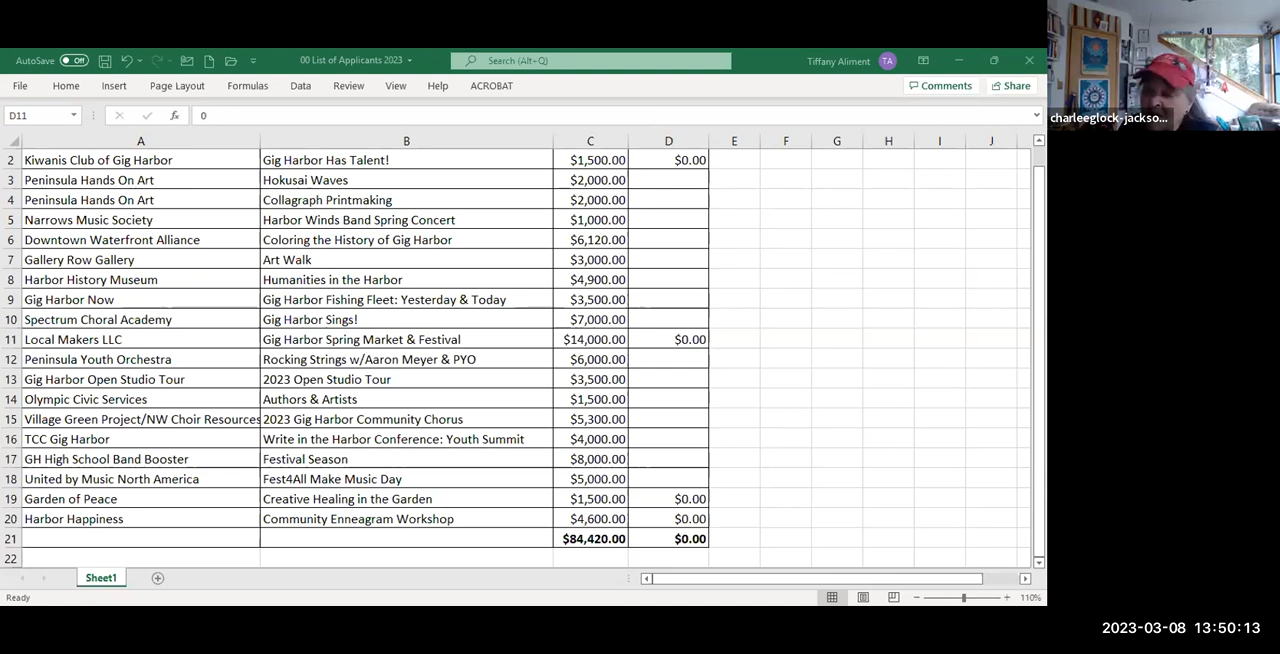 AutoSave Off 00 List of Applicants 2023 Search (Alt+Q) Tiffany Aliment TA
File Home Insert Page Layout Formulas Data Review View Help ACROBAT Comments Share
charleeglock-jackso...
D11 fx 0
A B C D E F G H I J
2 Kiwanis Club of Gig Harbor Gig Harbor Has Talent! $1,500.00 $0.00
3 Peninsula Hands On Art Hokusai Waves $2,000.00
4 Peninsula Hands On Art Collagraph Printmaking $2,000.00
5 Narrows Music Society Harbor Winds Band Spring Concert $1,000.00
6 Downtown Waterfront Alliance Coloring the History of Gig Harbor $6,120.00
7 Gallery Row Gallery Art Walk $3,000.00
8 Harbor History Museum Humanities in the Harbor $4,900.00
9 Gig Harbor Now Gig Harbor Fishing Fleet: Yesterday & Today $3,500.00
10 Spectrum Choral Academy Gig Harbor Sings! $7,000.00
11 Local Makers LLC Gig Harbor Spring Market & Festival $14,000.00 $0.00
12 Peninsula Youth Orchestra Rocking Strings w/Aaron Meyer & PYO $6,000.00
13 Gig Harbor Open Studio Tour 2023 Open Studio Tour $3,500.00
14 Olympic Civic Services Authors & Artists $1,500.00
15 Village Green Project/NW Choir Resources 2023 Gig Harbor Community Chorus $5,300.00
16 TCC Gig Harbor Write in the Harbor Conference: Youth Summit $4,000.00
17 GH High School Band Booster Festival Season $8,000.00
18 United by Music North America Fest4All Make Music Day $5,000.00
19 Garden of Peace Creative Healing in the Garden $1,500.00 $0.00
20 Harbor Happiness Community Enneagram Workshop $4,600.00 $0.00
21 $84,420.00 $0.00
22
Sheet1
Ready 110%
2023-03-08 13:50:13